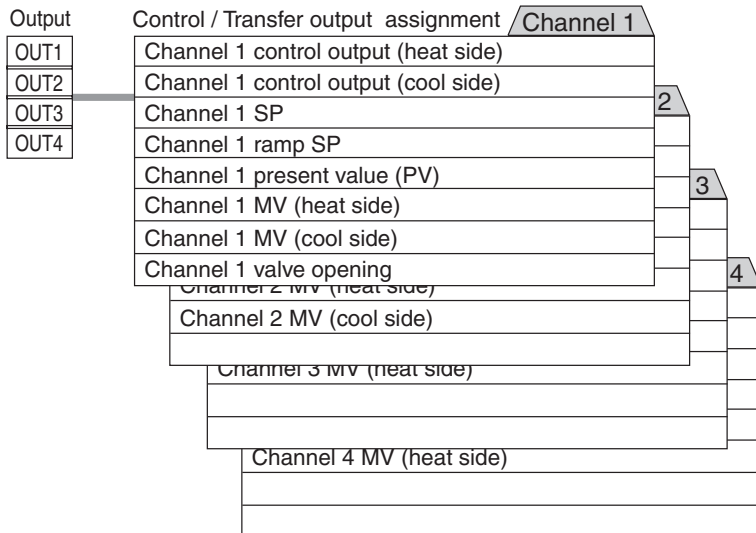 Output Control / Transfer output assignment Channel 1
OUT1
OUT2
OUT3
OUT4
Channel 1 control output (heat side)
Channel 1 control output (cool side)
Channel 1 SP
Channel 1 ramp SP
Channel 1 present value (PV)
Channel 1 MV (heat side)
Channel 1 MV (cool side)
Channel 1 valve opening
2
Channel 2 MV (heat side)
Channel 2 MV (cool side)
3
Channel 3 MV (heat side)
4
Channel 4 MV (heat side)